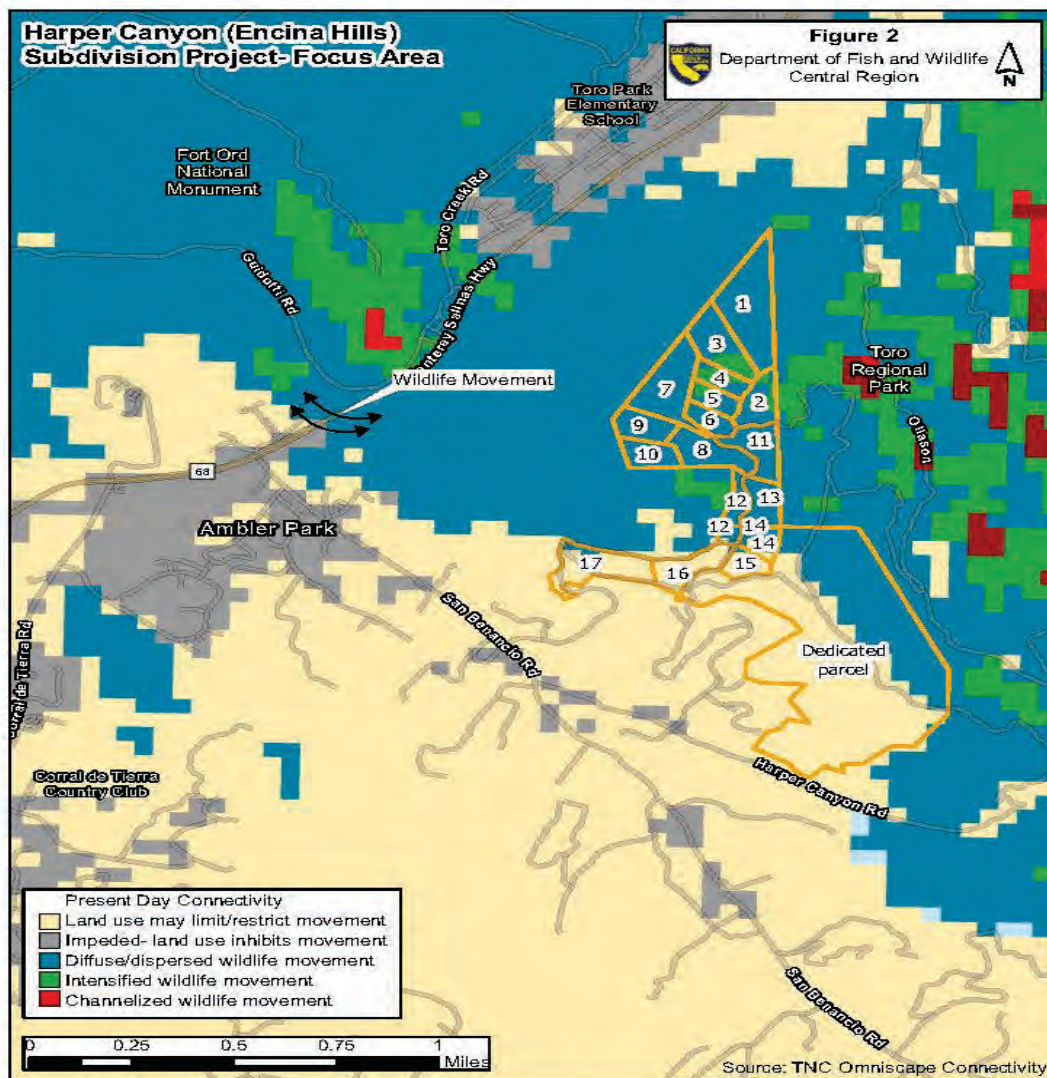 Harper Canyon (Encina Hills)
Subdivision Project- Focus Area
Figure 2
Department of Fish and Wildlife
Central Region
N
CALIFORNIA
Toro Park
Elementary
School
Fort Ord
National
Monument
Toro Creek Rd
Guidotti Rd
Monterey Salinas Hwy
Wildlife Movement
68
Ambler Park
Toro
Regional
Park
Ollason
1
3
4
5
2
7
6
9
8
11
10
12
13
12
14
14
15
16
17
San Benancio Rd
Dedicated
parcel
Corral de Tierra Rd
Corral de Tierra
Country Club
Harper Canyon Rd
San Benancio Rd
Present Day Connectivity
Land use may limit/restrict movement
Impeded- land use inhibits movement
Diffuse/dispersed wildlife movement
Intensified wildlife movement
Channelized wildlife movement
0 0.25 0.5 0.75 1
Miles
Source: TNC Omniscape Connectivity